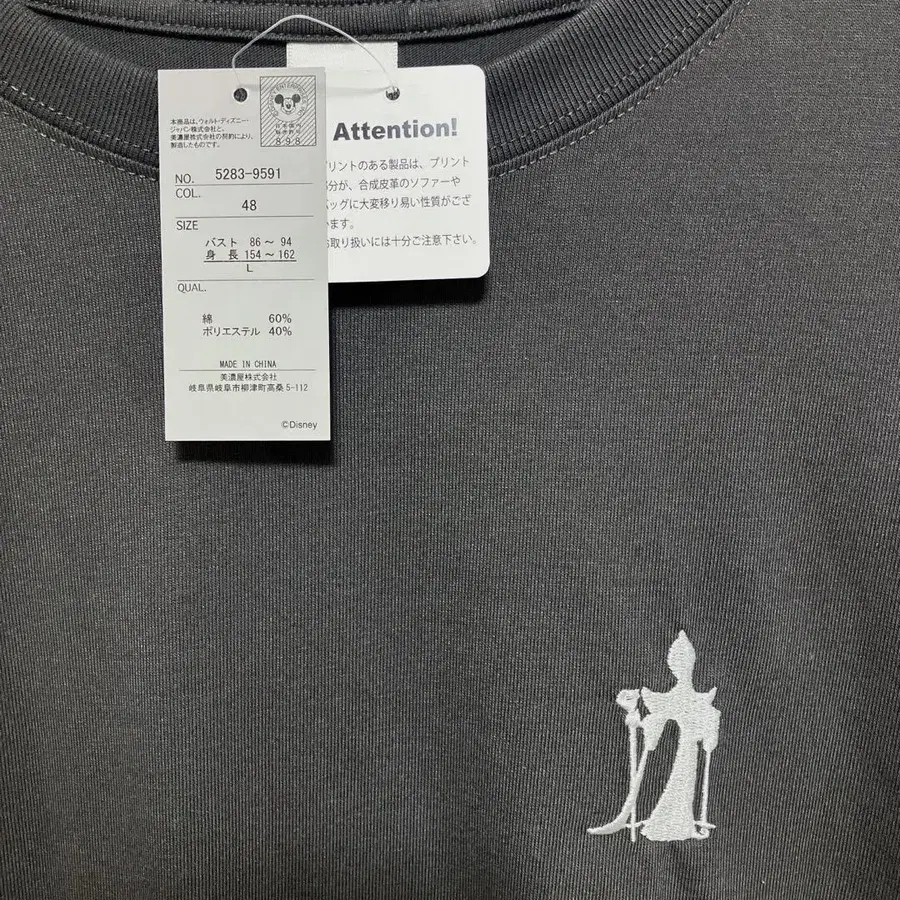 本商品は、ウォルト・ディズニー・
ジャパン株式会社と、
美濃屋株式会社の契約により、
製造したものです。
898
NO. 5283-9591
COL.
48
SIZE
バスト 86～ 94
身 長 154～162
L
QUAL.
綿 60%
ポリエステル 40%
MADE IN CHINA
美濃屋株式会社
岐阜県岐阜市柳津町高桑5-112
©Disney
Attention!
プリントのある製品は、プリント
部分が、合成皮革のソファーや
バッグに大変移り易い性質がござ
います。
お取り扱いには十分ご注意下さい。